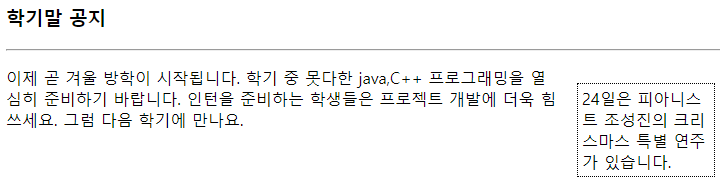 학기말 공지
이제 곧 겨울 방학이 시작됩니다. 학기 중 못다한 java,C++ 프로그래밍을 열
심히 준비하기 바랍니다. 인턴을 준비하는 학생들은 프로젝트 개발에 더욱 힘
쓰세요. 그럼 다음 학기에 만나요.
24일은 피아니스
트 조성진의 크리
스마스 특별 연주
가 있습니다.